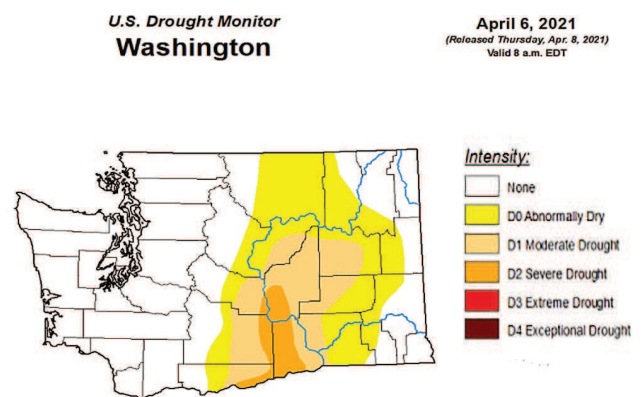 U.S. Drought Monitor
Washington
April 6, 2021
(Released Thursday, Apr. 8, 2021)
Valid 8 a.m. EDT
Intensity:
None
D0 Abnormally Dry
D1 Moderate Drought
D2 Severe Drought
D3 Extreme Drought
D4 Exceptional Drought